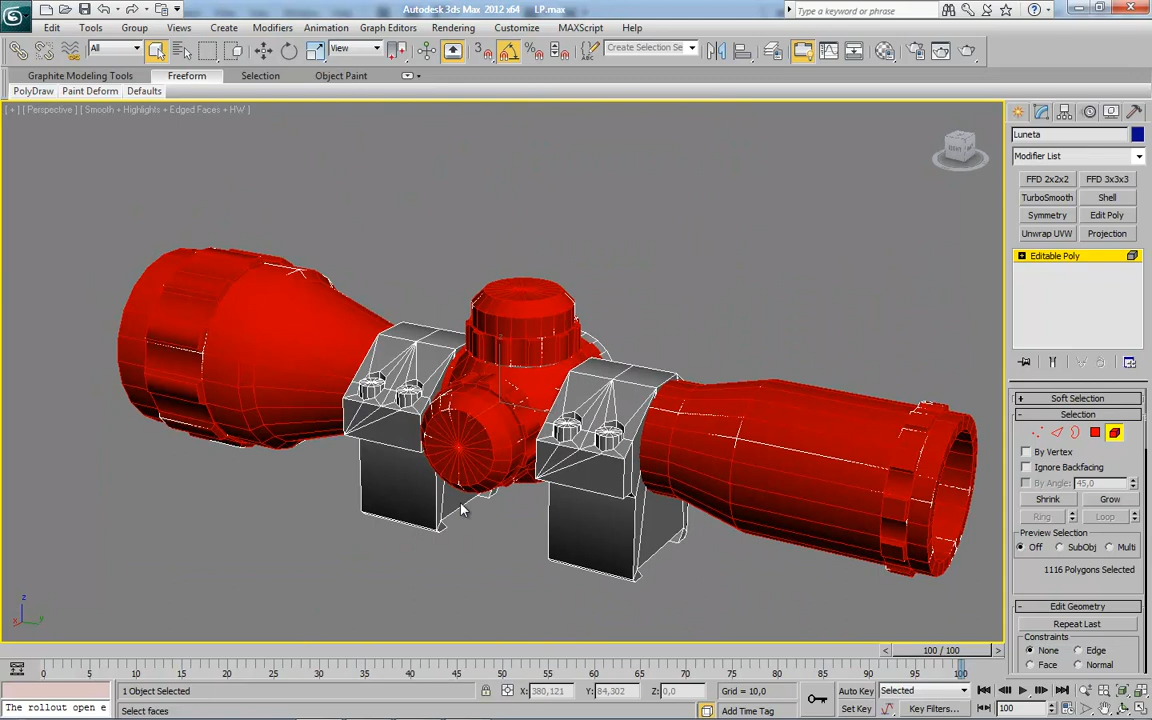 Autodesk 3ds Max 2012 x64 LP.max
Type a keyword or phrase
Edit Tools Group Views Create Modifiers Animation Graph Editors Rendering Customize MAXScript Help
All View 3 Create Selection Se
Graphite Modeling Tools Freeform Selection Object Paint
PolyDraw Paint Deform Defaults
[ + ] [ Perspective ] [ Smooth + Highlights + Edged Faces + HW ]
Luneta
Modifier List
FFD 2x2x2 FFD 3x3x3
TurboSmooth Shell
Symmetry Edit Poly
Unwrap UVW Projection
Editable Poly
+ Soft Selection
- Selection
By Vertex
Ignore Backfacing
By Angle: 45,0
Shrink Grow
Ring Loop
Preview Selection
Off SubObj Multi
1116 Polygons Selected
- Edit Geometry
Repeat Last
Constraints
None Edge
Face Normal
z
x y
< 100 / 100 >
0 5 10 15 20 25 30 35 40 45 50 55 60 65 70 75 80 85 90 95 100
1 Object Selected X: 380,121 Y: 84,302 Z: 0,0 Grid = 10,0 Auto Key Selected
The rollout open e Select faces Add Time Tag Set Key Key Filters... 100